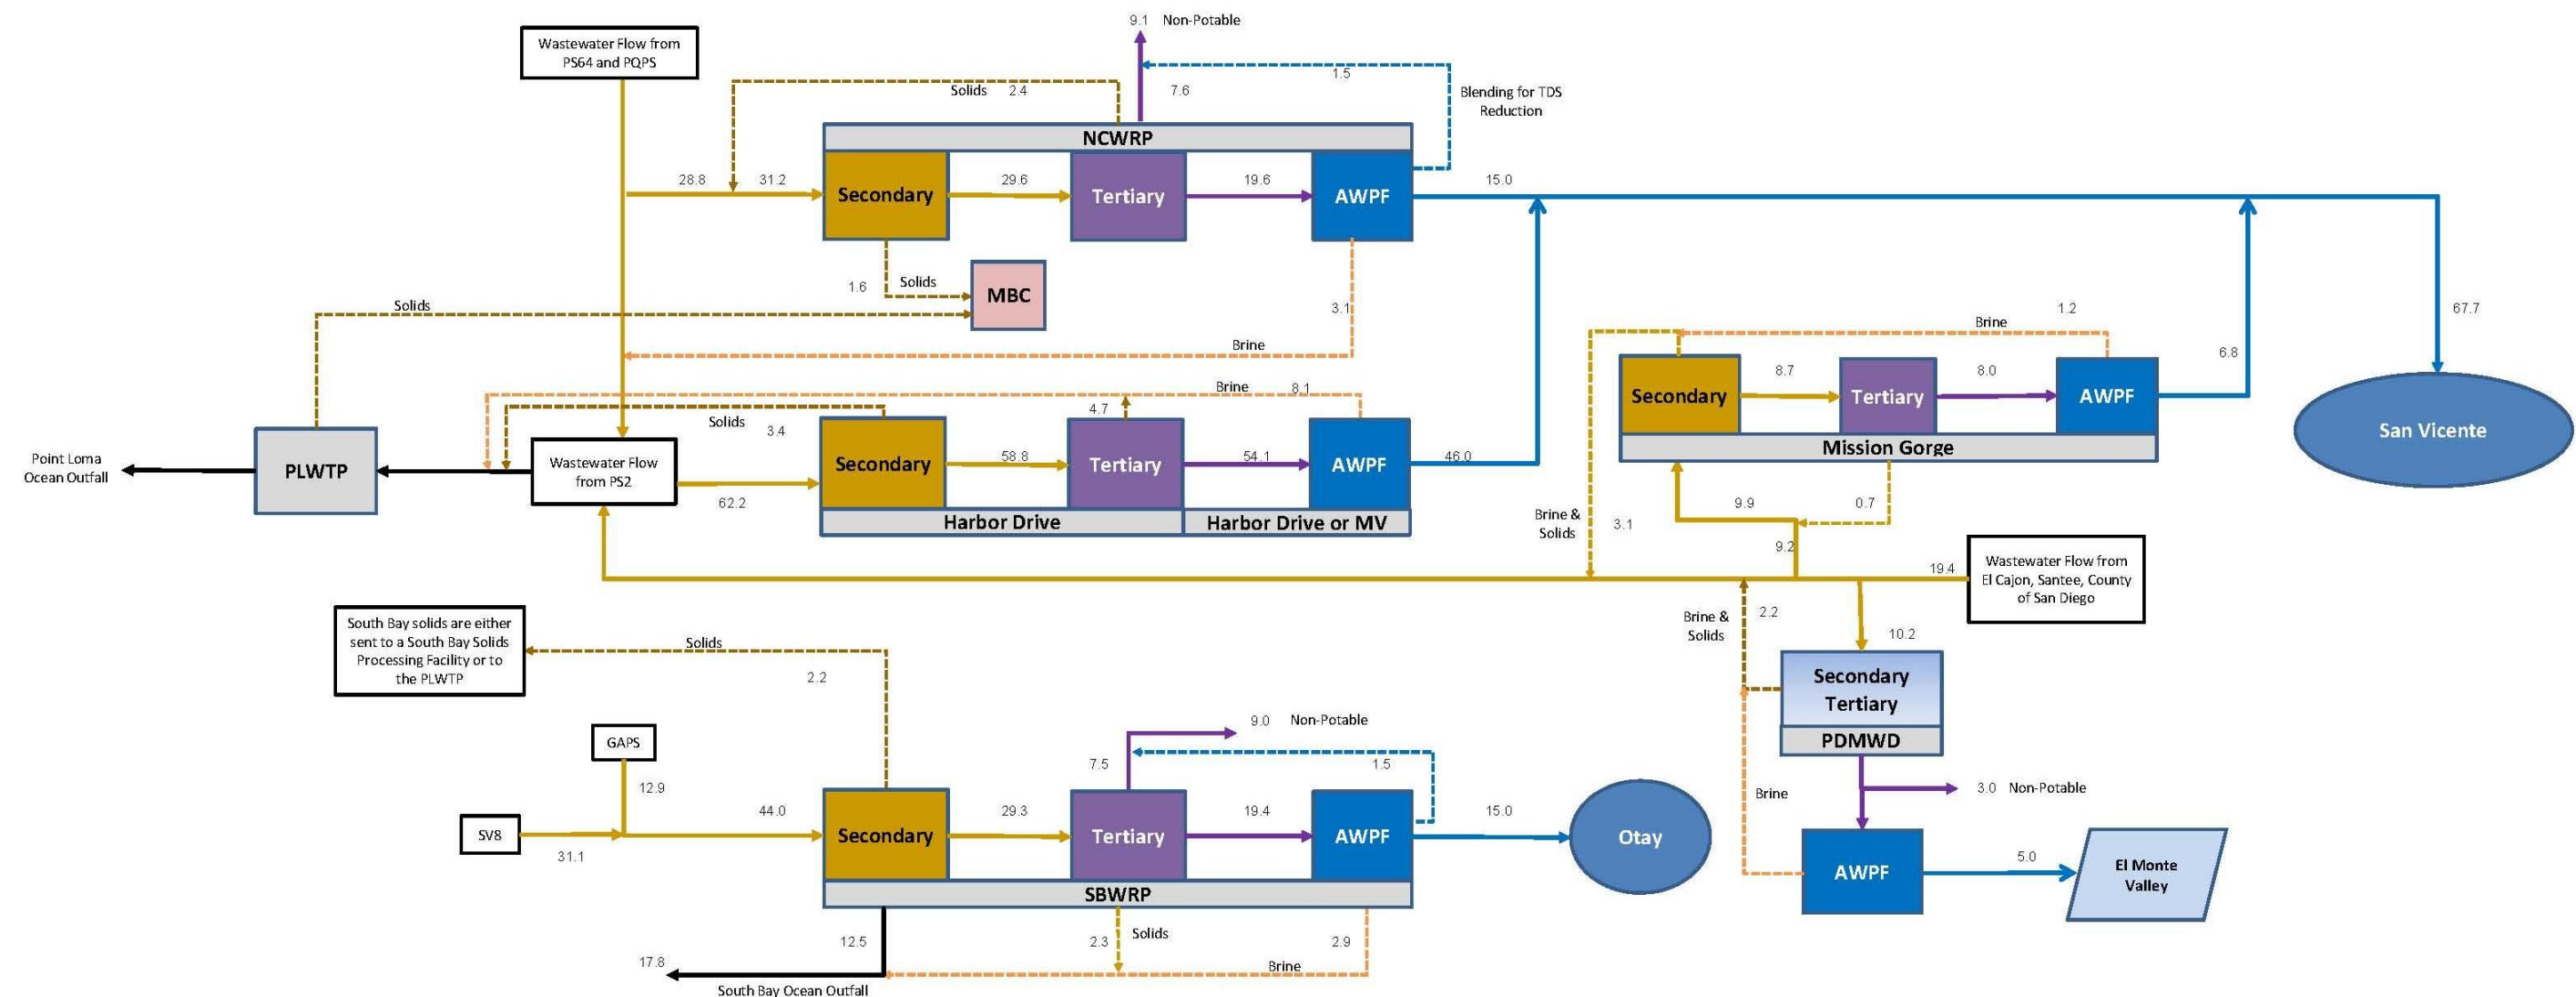 9.1 Non-Potable
Wastewater Flow from
PS64 and PQPS
1.5
Solids 2.4
7.6
Blending for TDS
Reduction
NCWRP
28.8
31.2
Secondary
29.6
Tertiary
19.6
AWPF
15.0
1.6
Solids
MBC
Solids
3.1
Brine
1.2
Brine
67.7
6.8
Secondary
8.7
Tertiary
8.0
AWPF
Mission Gorge
San Vicente
Brine
8.1
4.7
Solids
3.4
Point Loma
Ocean Outfall
PLWTP
Wastewater Flow
from PS2
62.2
Secondary
58.8
Tertiary
54.1
AWPF
46.0
Harbor Drive
Harbor Drive or MV
Brine &
Solids
3.1
9.9
0.7
9.2
19.4
Wastewater Flow from
El Cajon, Santee, County
of San Diego
Brine &
Solids
2.2
10.2
Secondary
Tertiary
PDMWD
3.0 Non-Potable
Brine
AWPF
5.0
El Monte
Valley
South Bay solids are either
sent to a South Bay Solids
Processing Facility or to
the PLWTP
Solids
2.2
GAPS
12.9
SV8
31.1
44.0
Secondary
29.3
Tertiary
19.4
AWPF
15.0
Otay
9.0 Non-Potable
7.5
1.5
SBWRP
12.5
2.3
Solids
2.9
Brine
17.8
South Bay Ocean Outfall